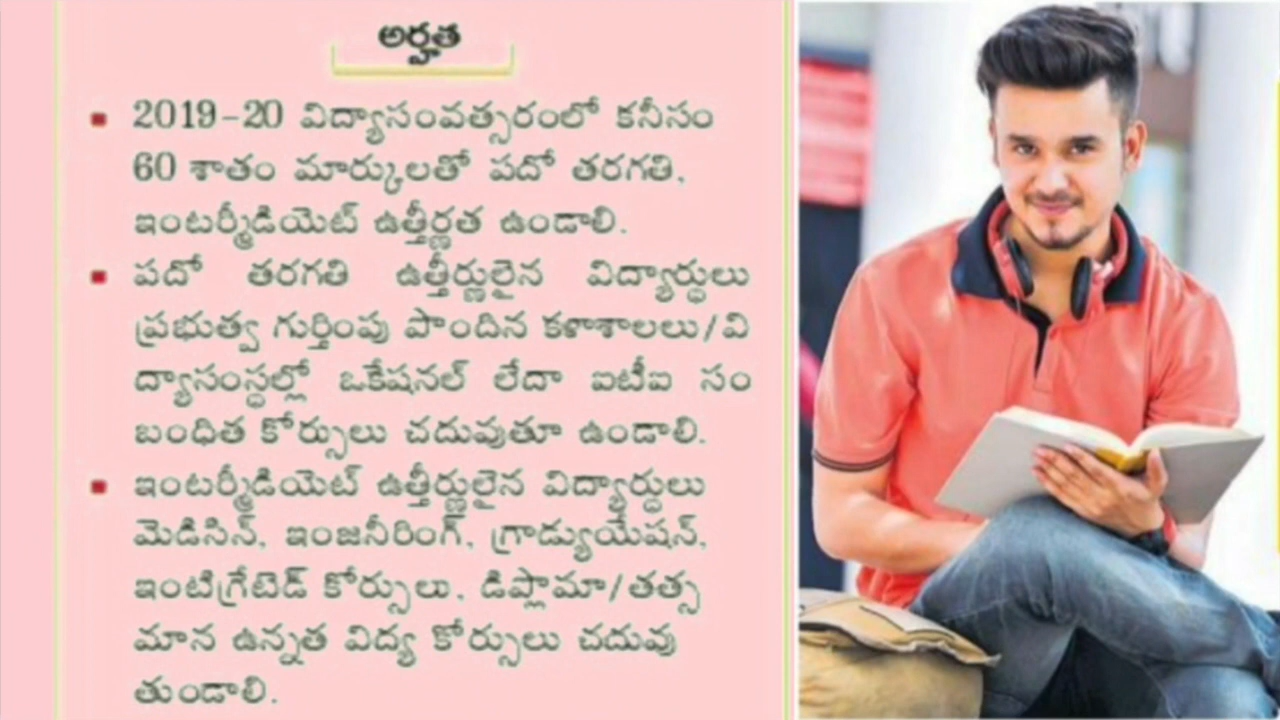 అర్హత
2019-20 విద్యాసంవత్సరంలో కనీసం
60 శాతం మార్కులతో పదో తరగతి,
ఇంటర్మీడియెట్ ఉత్తీర్ణత ఉండాలి.
పదో తరగతి ఉత్తీర్ణులైన విద్యార్థులు
ప్రభుత్వ గుర్తింపు పొందిన కళాశాలలు/వి
ద్యాసంస్థల్లో ఒకేషనల్ లేదా ఐటీఐ సం
బంధిత కోర్సులు చదువుతూ ఉండాలి.
ఇంటర్మీడియెట్ ఉత్తీర్ణులైన విద్యార్థులు
మెడిసిన్, ఇంజనీరింగ్, గ్రాడ్యుయేషన్,
ఇంటిగ్రేటెడ్ కోర్సులు, డిప్లొమా/తత్స
మాన ఉన్నత విద్య కోర్సులు చదువు
తుండాలి.